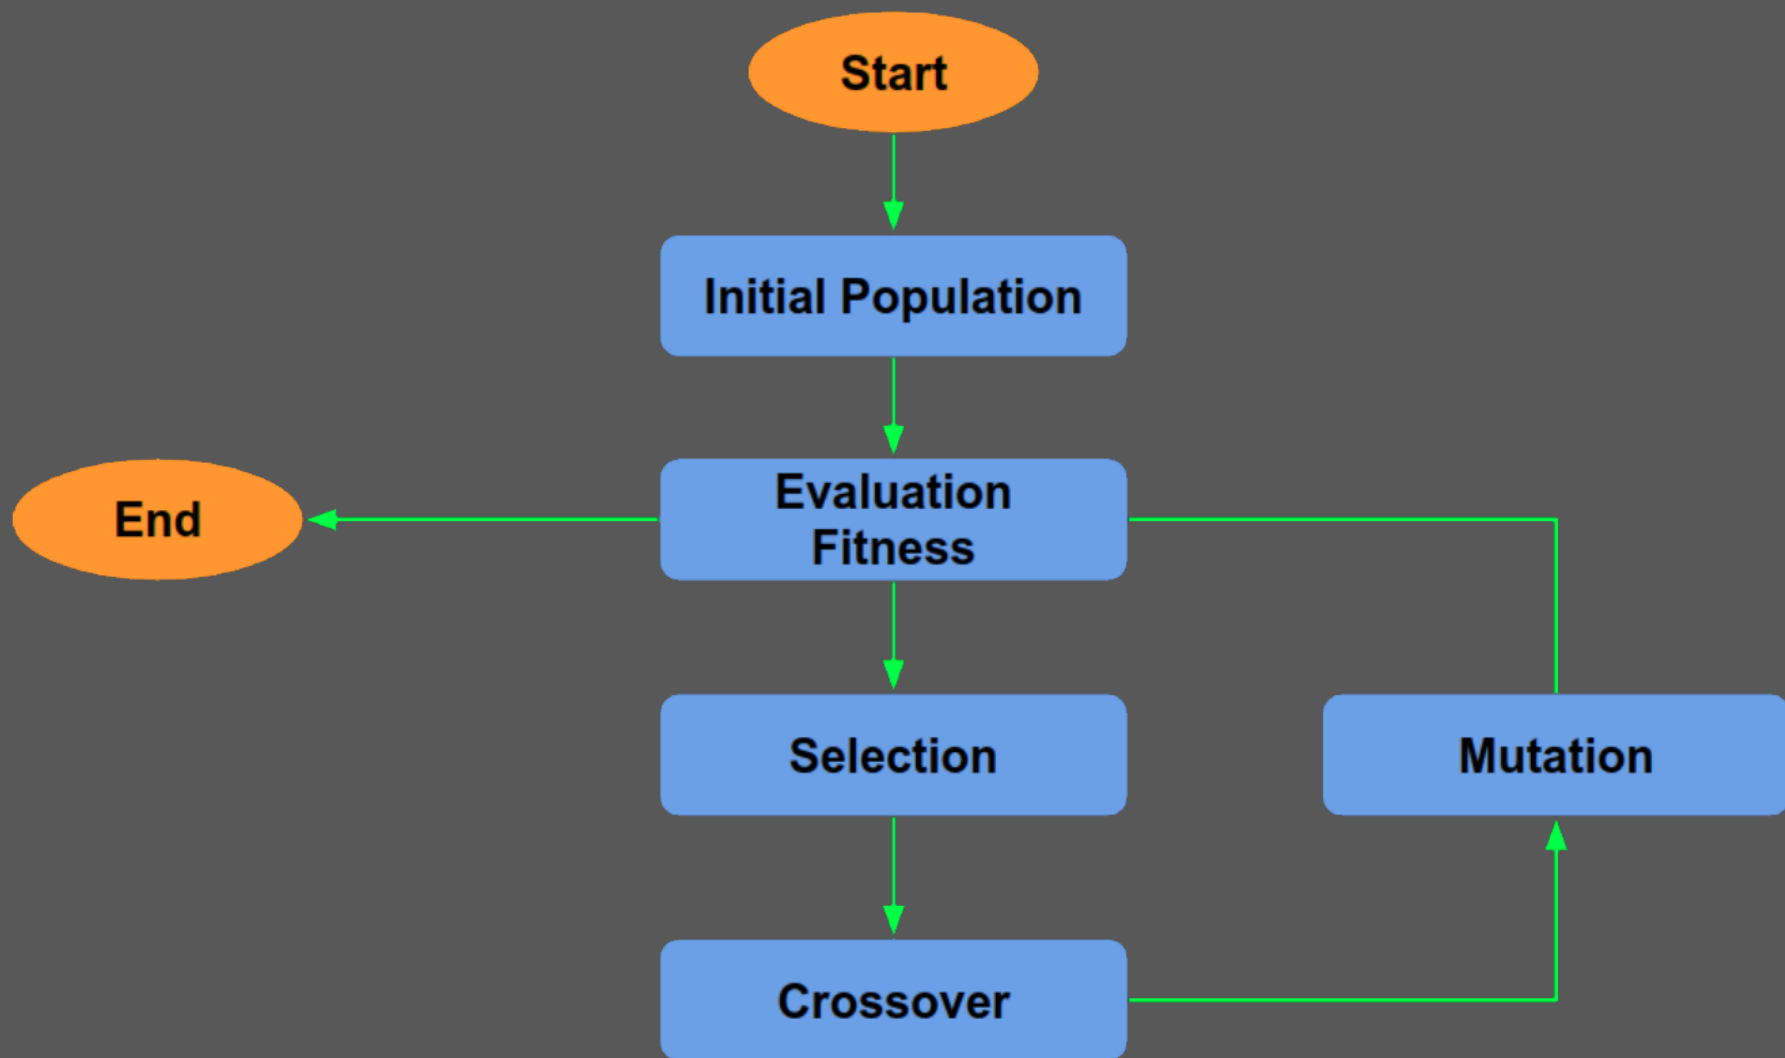 Start
Initial Population
Evaluation
Fitness
End
Selection
Mutation
Crossover